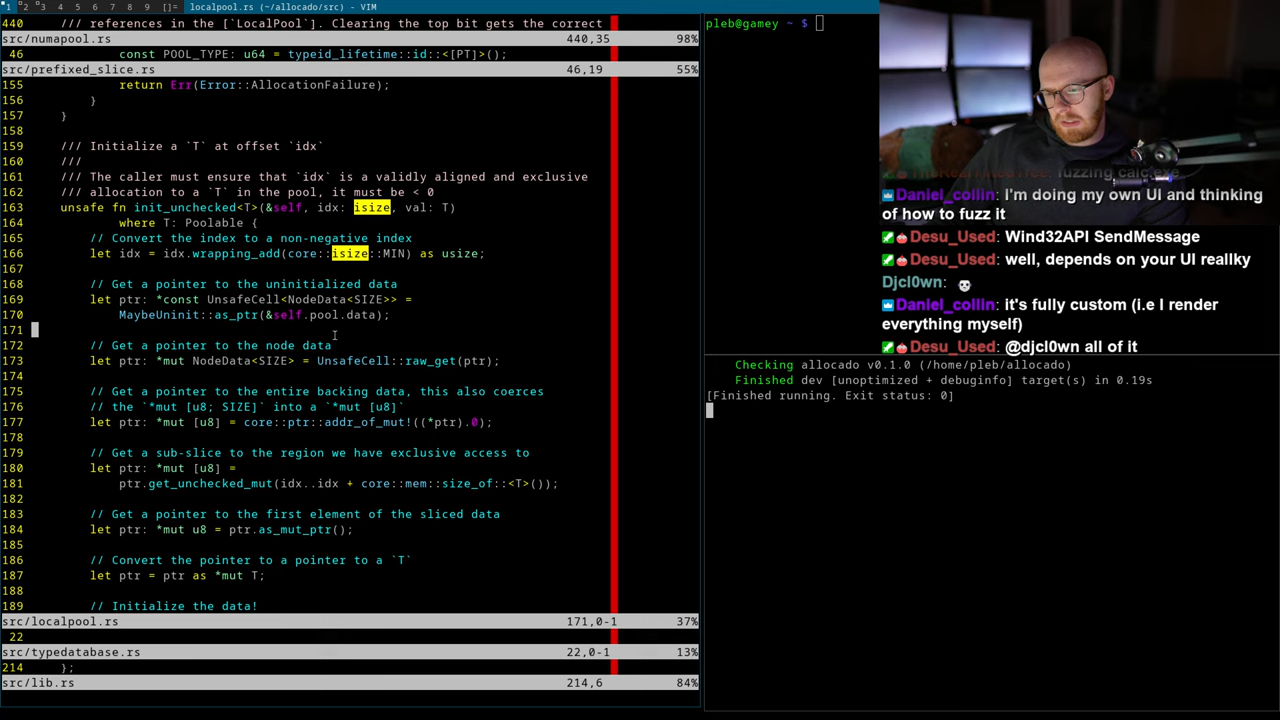 1 2 3 4 5 6 7 8 9 []= localpool.rs (~/allocado/src) - VIM
440 /// references in the [`LocalPool`]. Clearing the top bit gets the correct
src/numapool.rs 440,35 98%
46 const POOL_TYPE: u64 = typeid_lifetime::id::<[PT]>();
src/prefixed_slice.rs 46,19 55%
155 return Err(Error::AllocationFailure);
156 }
157 }
158
159 /// Initialize a `T` at offset `idx`
160 ///
161 /// The caller must ensure that `idx` is a validly aligned and exclusive
162 /// allocation to a `T` in the pool, it must be < 0
163 unsafe fn init_unchecked<T>(&self, idx: isize, val: T)
164 where T: Poolable {
165 // Convert the index to a non-negative index
166 let idx = idx.wrapping_add(core::isize::MIN) as usize;
167
168 // Get a pointer to the uninitialized data
169 let ptr: *const UnsafeCell<NodeData<SIZE>> =
170 MaybeUninit::as_ptr(&self.pool.data);
171
172 // Get a pointer to the node data
173 let ptr: *mut NodeData<SIZE> = UnsafeCell::raw_get(ptr);
174
175 // Get a pointer to the entire backing data, this also coerces
176 // the `*mut [u8; SIZE]` into a `*mut [u8]`
177 let ptr: *mut [u8] = core::ptr::addr_of_mut!((*ptr).0);
178
179 // Get a sub-slice to the region we have exclusive access to
180 let ptr: *mut [u8] =
181 ptr.get_unchecked_mut(idx..idx + core::mem::size_of::<T>());
182
183 // Get a pointer to the first element of the sliced data
184 let ptr: *mut u8 = ptr.as_mut_ptr();
185
186 // Convert the pointer to a pointer to a `T`
187 let ptr = ptr as *mut T;
188
189 // Initialize the data!
src/localpool.rs 171,0-1 37%
22
src/typedatabase.rs 22,0-1 13%
214 };
src/lib.rs 214,6 84%
pleb@gamey ~ $
Checking allocado v0.1.0 (/home/pleb/allocado)
Finished dev [unoptimized + debuginfo] target(s) in 0.19s
[Finished running. Exit status: 0]
fuzzing calc.exe
Daniel_collin: I'm doing my own UI and thinking
of how to fuzz it
Desu_Used: Wind32API SendMessage
Desu_Used: well, depends on your UI reallky
Djcl0wn:
Daniel_collin: it's fully custom (i.e I render
everything myself)
Desu_Used: @djcl0wn all of it